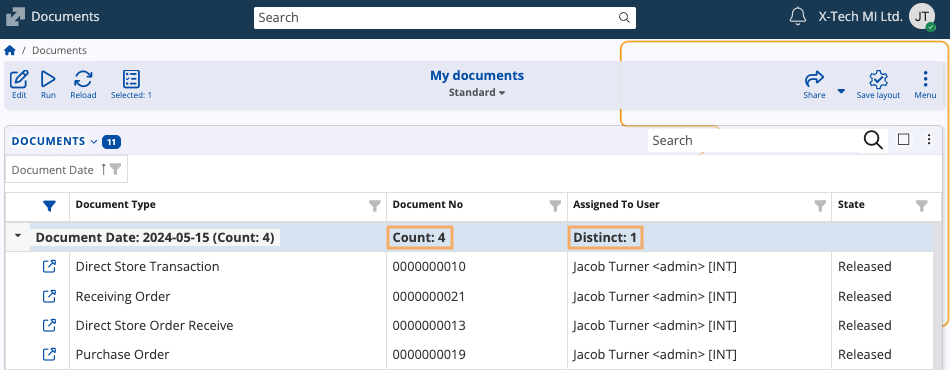 Documents Search X-Tech MI Ltd. JT
/ Documents
Edit Run Reload Selected: 1 My documents Share Save layout Menu
Standard
DOCUMENTS 11 Search
Document Date
Document Type Document No Assigned To User State
Document Date: 2024-05-15 (Count: 4) Count: 4 Distinct: 1
Direct Store Transaction 0000000010 Jacob Turner <admin> [INT] Released
Receiving Order 0000000021 Jacob Turner <admin> [INT] Released
Direct Store Order Receive 0000000013 Jacob Turner <admin> [INT] Released
Purchase Order 0000000019 Jacob Turner <admin> [INT] Released